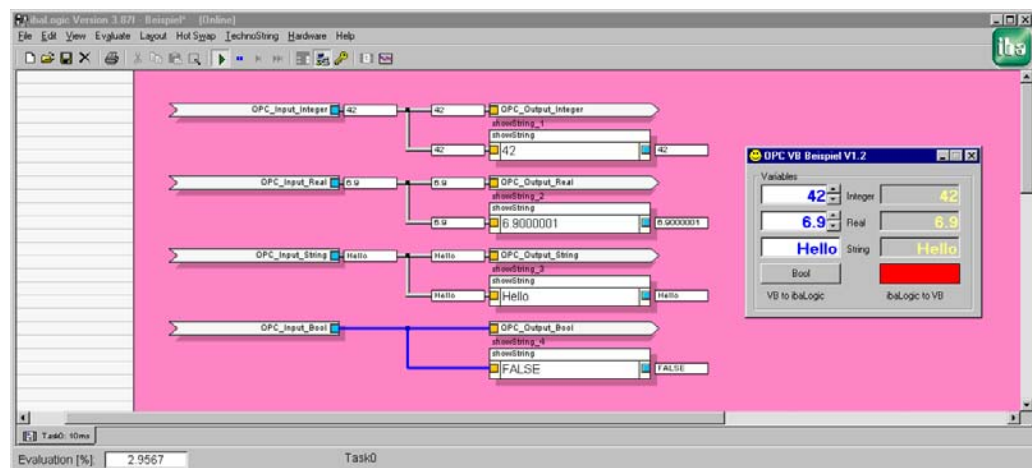 ibaLogic Version 3.87f - Beispiel* (Online)
File Edit View Evaluate Layout Hot Swap TechnoString Hardware Help
iba
OPC_Input_Integer 42 42 OPC_Output_Integer
showString_1
showString
42 42 42
OPC_Input_Real 6.9 6.9 OPC_Output_Real
showString_2
showString
6.9 6.9000001 6.9000001
OPC_Input_String Hello Hello OPC_Output_String
showString_3
showString
Hello Hello Hello
OPC_Input_Bool OPC_Output_Bool
showString_4
showString
FALSE FALSE
OPC VB Beispiel V1.2
Variables
42 Integer 42
6.9 Real 6.9
Hello String Hello
Bool
VB to ibaLogic ibaLogic to VB
Task0: 10ms
Evaluation [%]: 2.9567 Task0